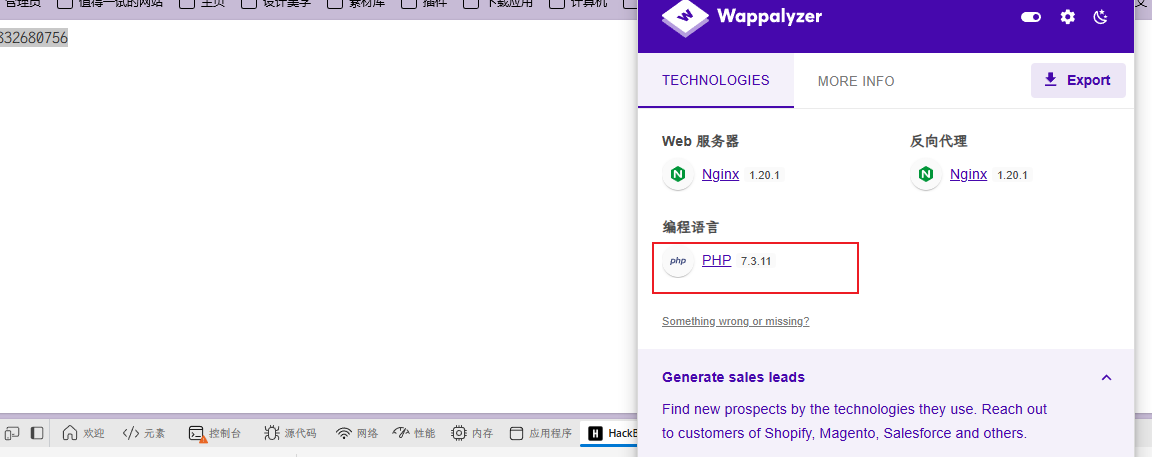 管理员 值得一试的网站 主页 设计美学 素材库 插件 下载应用 计算机 文
832680756
Wappalyzer
TECHNOLOGIES MORE INFO Export
Web 服务器 反向代理
Nginx 1.20.1 Nginx 1.20.1
编程语言
php PHP 7.3.11
Something wrong or missing?
Generate sales leads
Find new prospects by the technologies they use. Reach out
to customers of Shopify, Magento, Salesforce and others.
欢迎 元素 控制台 源代码 网络 性能 内存 应用程序 H HackB